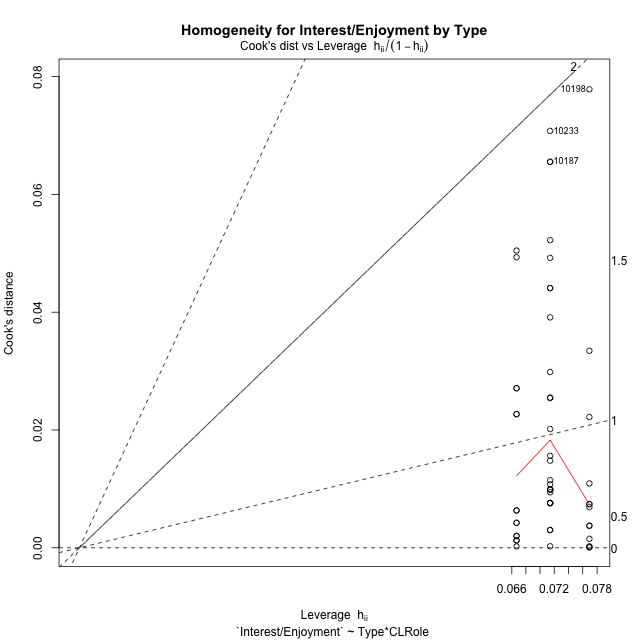 Homogeneity for Interest/Enjoyment by Type
Cook's dist vs Leverage hii/(1 − hii)
2
0.08
10198
10233
10187
0.06
1.5
Cook's distance
0.04
0.02
1
0.5
0.00
0
0.066 0.072 0.078
Leverage hii
`Interest/Enjoyment` ~ Type*CLRole